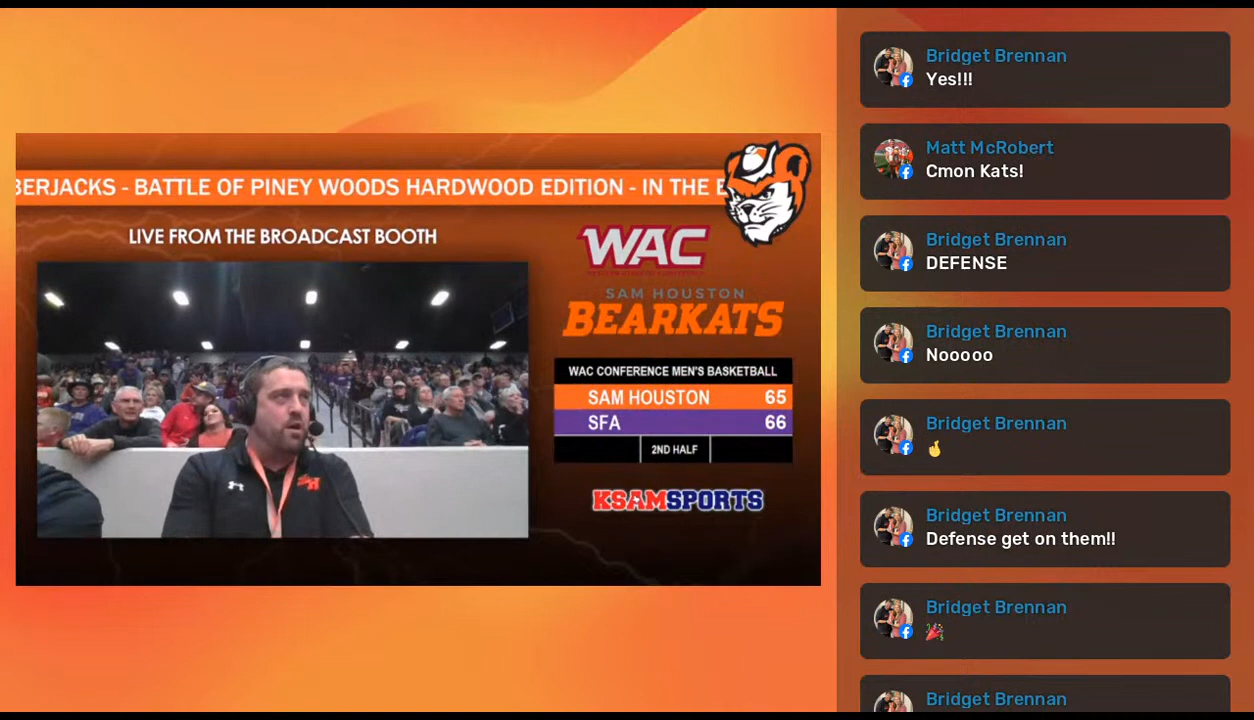 BERJACKS - BATTLE OF PINEY WOODS HARDWOOD EDITION - IN THE
LIVE FROM THE BROADCAST BOOTH
WAC
SAM HOUSTON
BEARKATS
WAC CONFERENCE MEN'S BASKETBALL
SAM HOUSTON 65
SFA 66
2ND HALF
KSAMSPORTS
Bridget Brennan
Yes!!!
Matt McRobert
Cmon Kats!
Bridget Brennan
DEFENSE
Bridget Brennan
Nooooo
Bridget Brennan
🤞
Bridget Brennan
Defense get on them!!
Bridget Brennan
🎉
Bridget Brennan